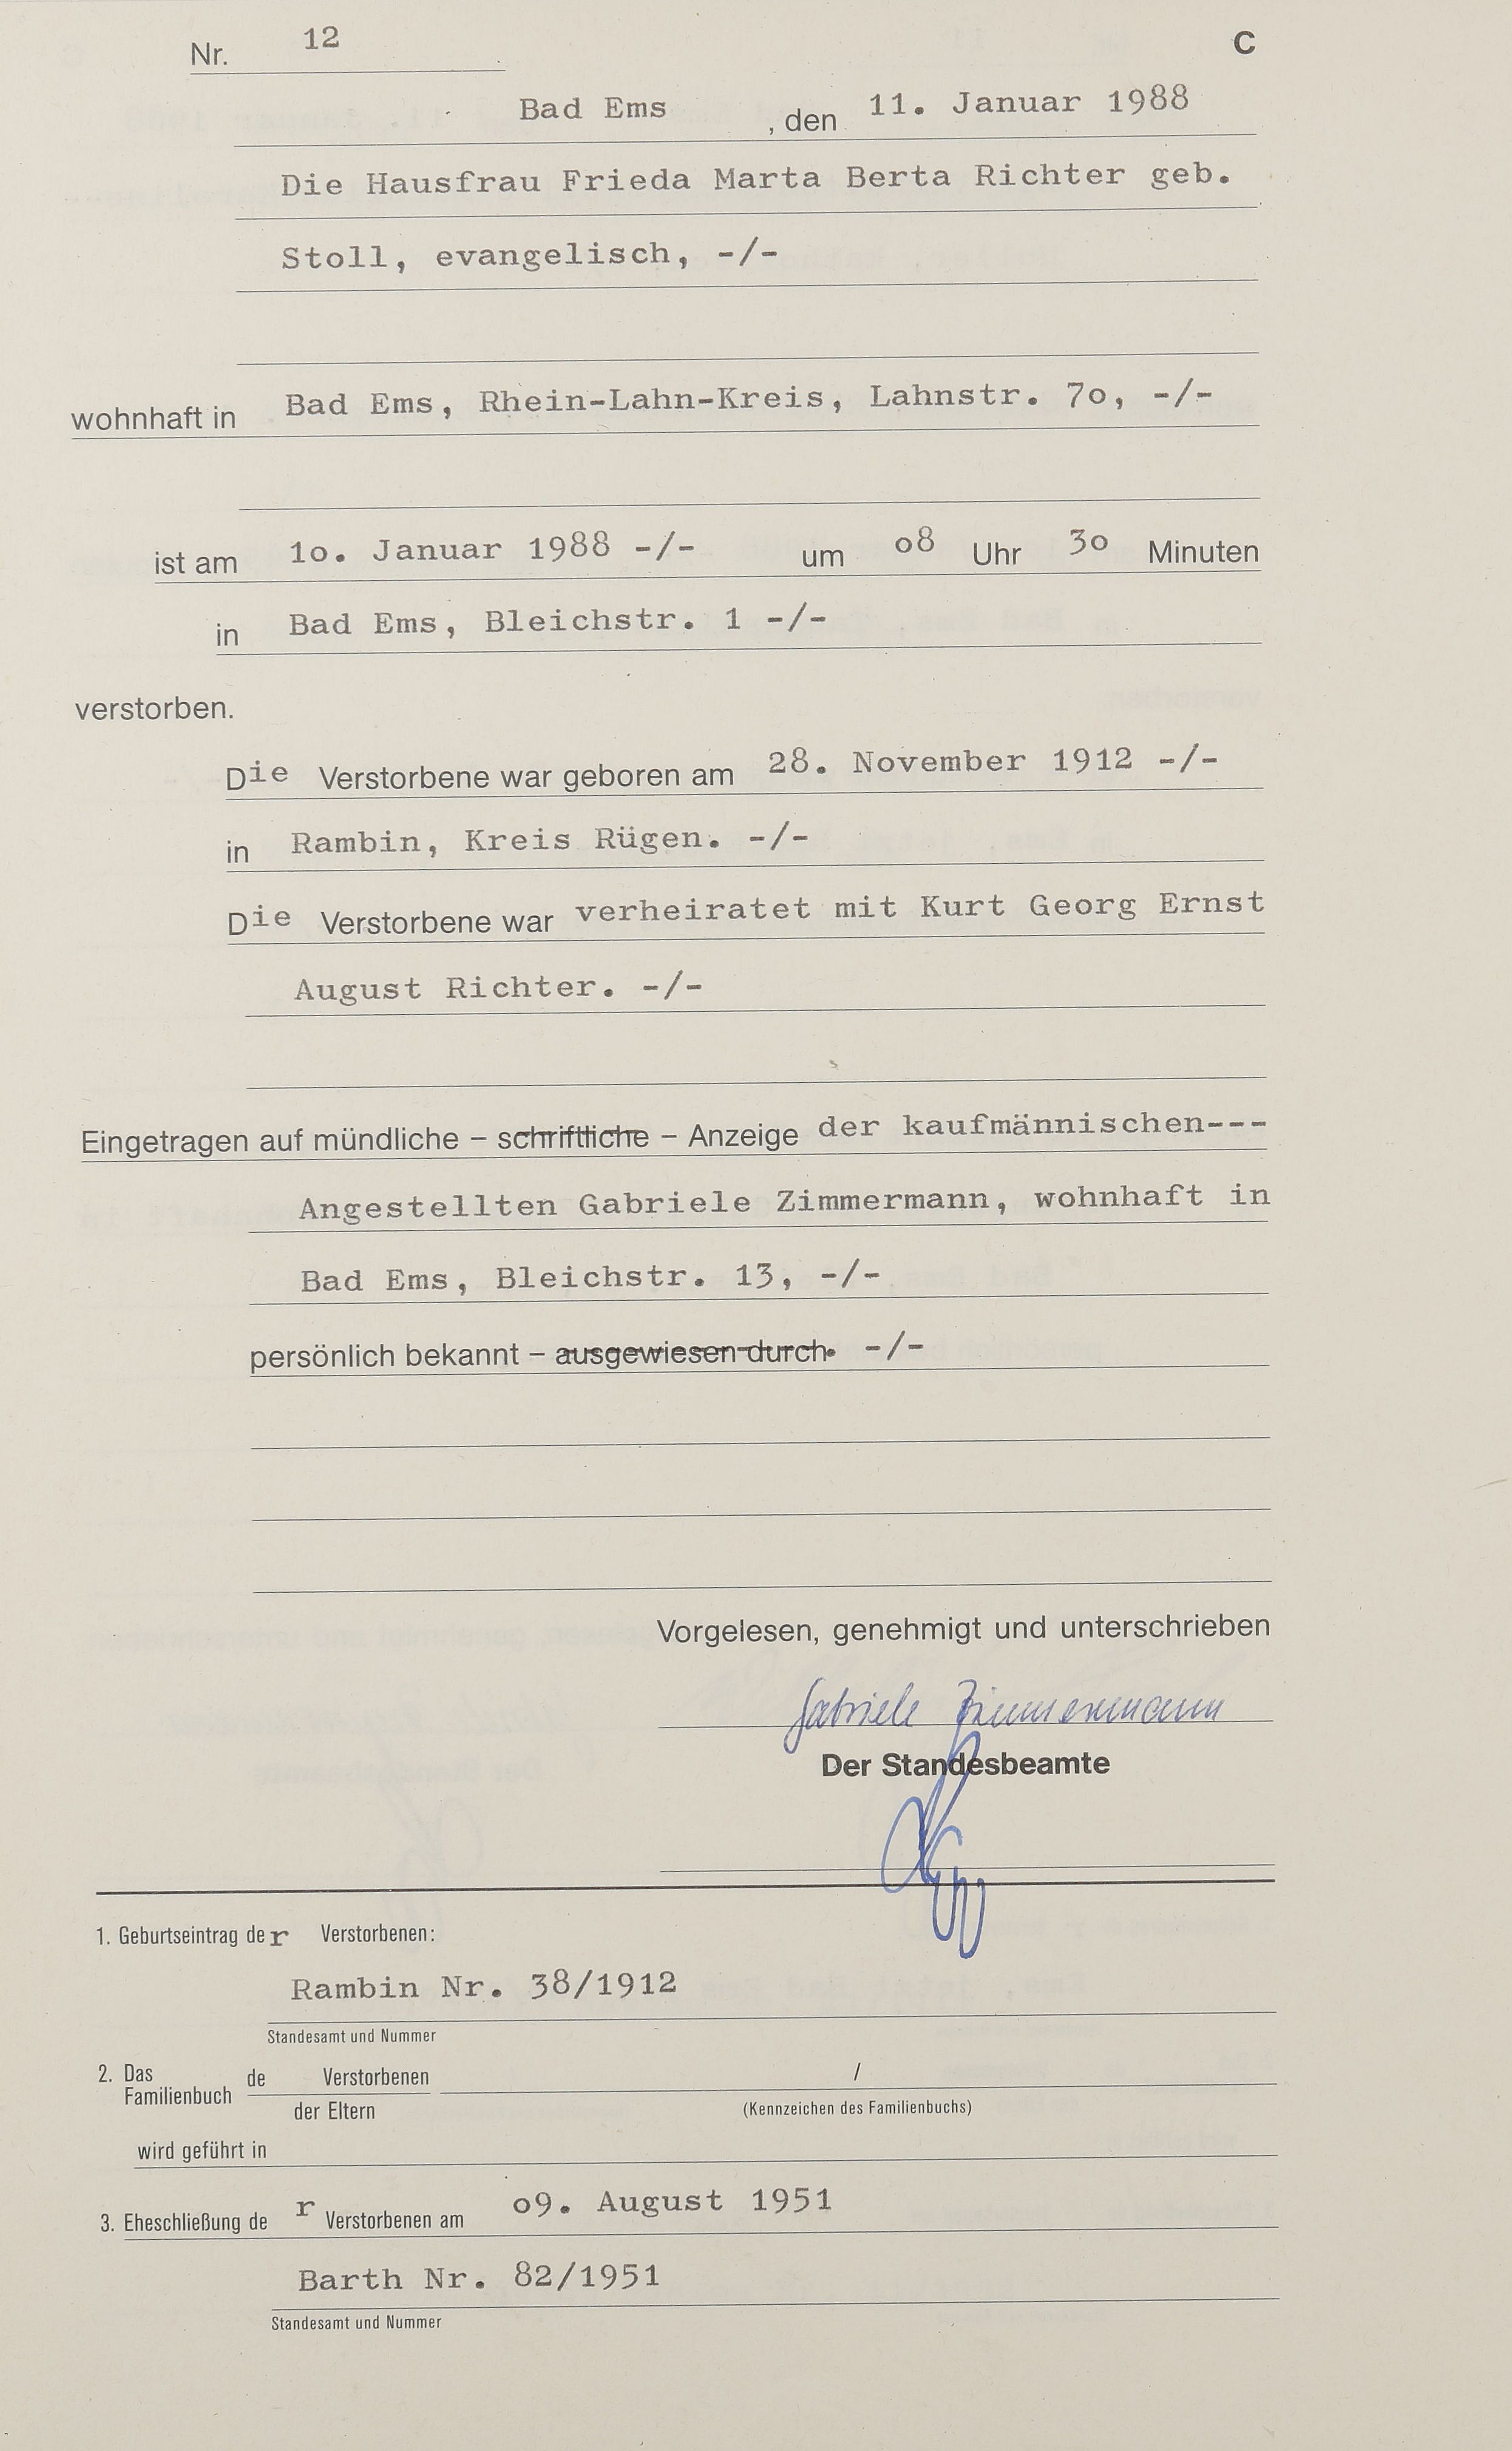 Nr. 12 C
Bad Ems , den 11. Januar 1988
Die Hausfrau Frieda Marta Berta Richter geb.
Stoll, evangelisch, -/-
wohnhaft in Bad Ems, Rhein-Lahn-Kreis, Lahnstr. 7o, -/-
ist am 1o. Januar 1988 -/- um o8 Uhr 3o Minuten
in Bad Ems, Bleichstr. 1 -/-
verstorben.
Die Verstorbene war geboren am 28. November 1912 -/-
in Rambin, Kreis Rügen. -/-
Die Verstorbene war verheiratet mit Kurt Georg Ernst
August Richter. -/-
Eingetragen auf mündliche – schriftliche – Anzeige der kaufmännischen---
Angestellten Gabriele Zimmermann, wohnhaft in
Bad Ems, Bleichstr. 13, -/-
persönlich bekannt – ausgewiesen durch. -/-
Vorgelesen, genehmigt und unterschrieben
Gabriele Zimmermann
Der Standesbeamte
1. Geburtseintrag der Verstorbenen:
Rambin Nr. 38/1912
Standesamt und Nummer
2. Das Familienbuch de Verstorbenen /
der Eltern (Kennzeichen des Familienbuchs)
wird geführt in
3. Eheschließung de r Verstorbenen am o9. August 1951
Barth Nr. 82/1951
Standesamt und Nummer